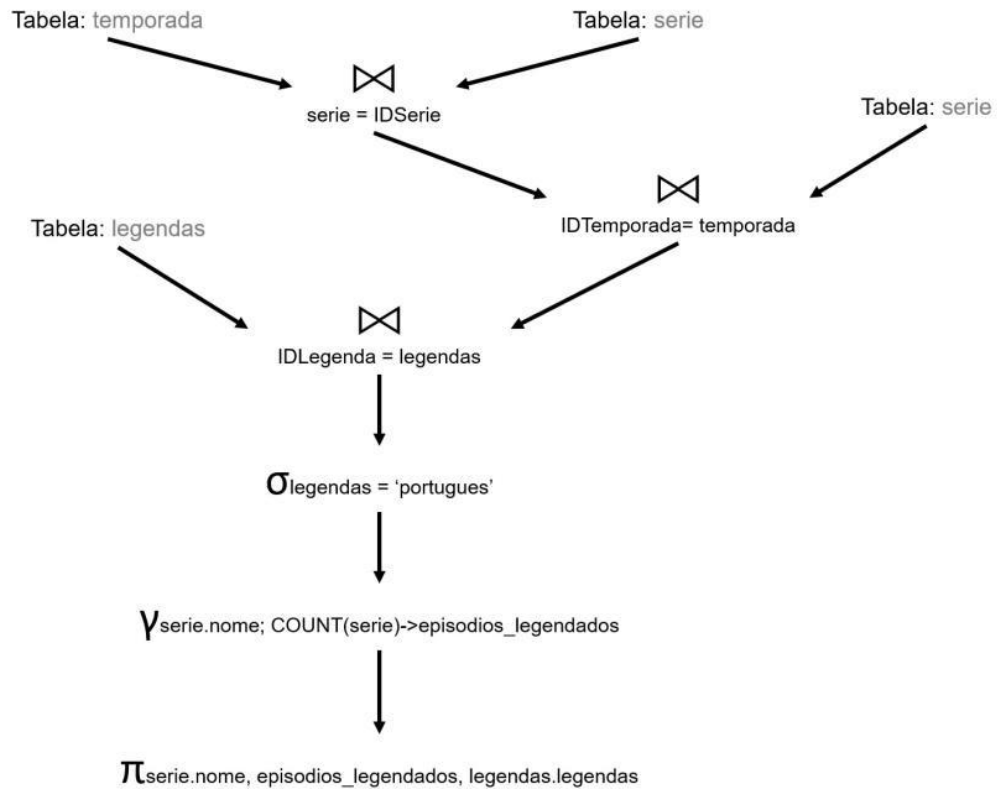 Tabela: temporada
Tabela: serie
⋈
serie = IDSerie
Tabela: serie
⋈
IDTemporada= temporada
Tabela: legendas
⋈
IDLegenda = legendas
σlegendas = ‘portugues’
γserie.nome; COUNT(serie)->episodios_legendados
πserie.nome, episodios_legendados, legendas.legendas